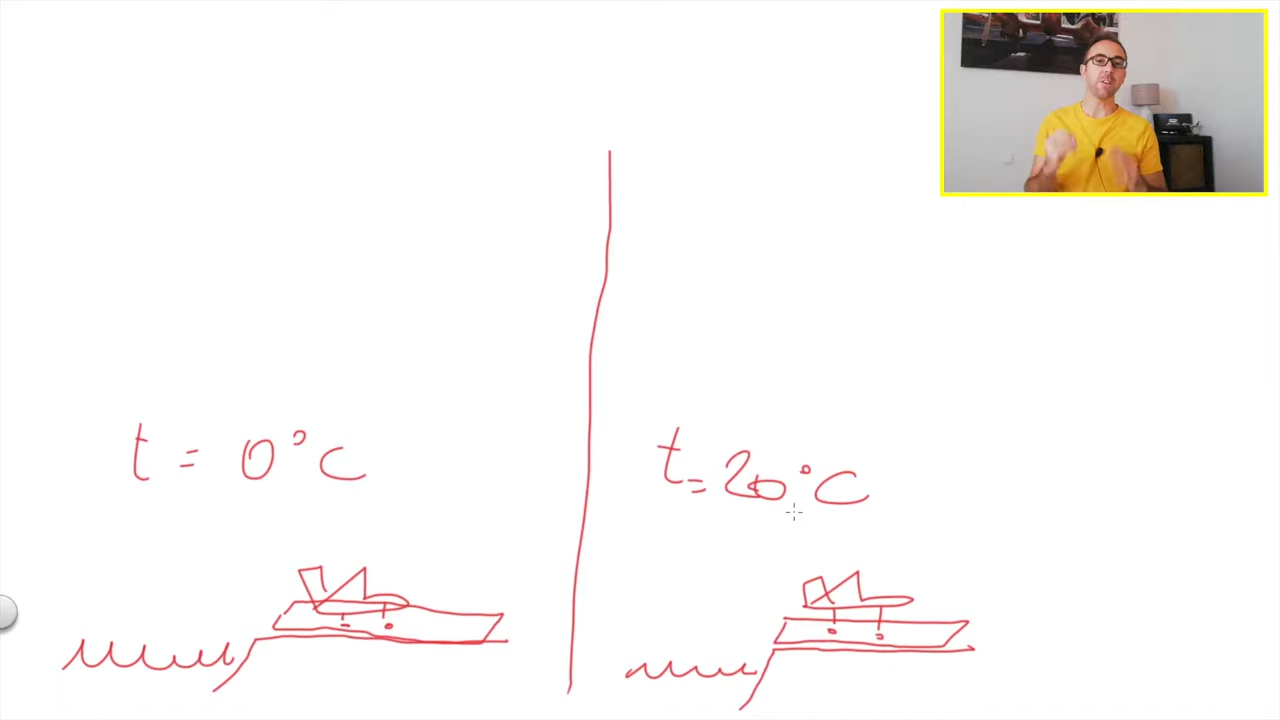 t = 0°C
t = 20°C